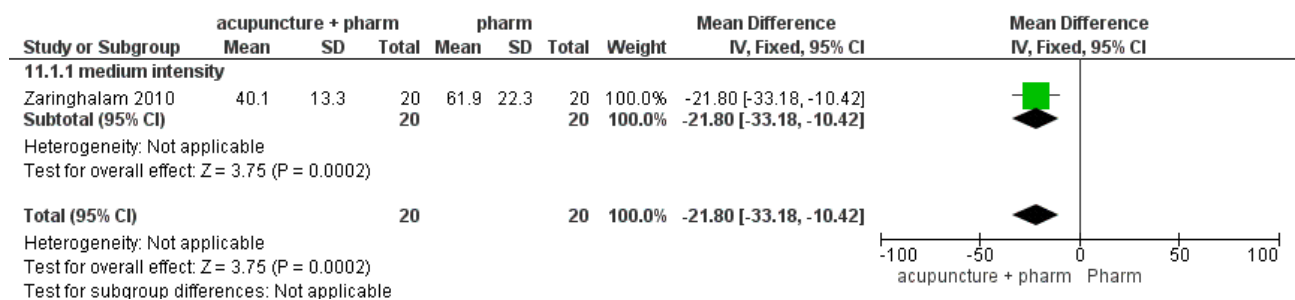 acupuncture + pharm pharm Mean Difference Mean Difference
Study or Subgroup Mean SD Total Mean SD Total Weight IV, Fixed, 95% CI IV, Fixed, 95% CI
11.1.1 medium intensity
Zaringhalam 2010 40.1 13.3 20 61.9 22.3 20 100.0% -21.80 [-33.18, -10.42]
Subtotal (95% CI) 20 20 100.0% -21.80 [-33.18, -10.42]
Heterogeneity: Not applicable
Test for overall effect: Z = 3.75 (P = 0.0002)
Total (95% CI) 20 20 100.0% -21.80 [-33.18, -10.42]
Heterogeneity: Not applicable
Test for overall effect: Z = 3.75 (P = 0.0002)
Test for subgroup differences: Not applicable
-100 -50 0 50 100
acupuncture + pharm Pharm